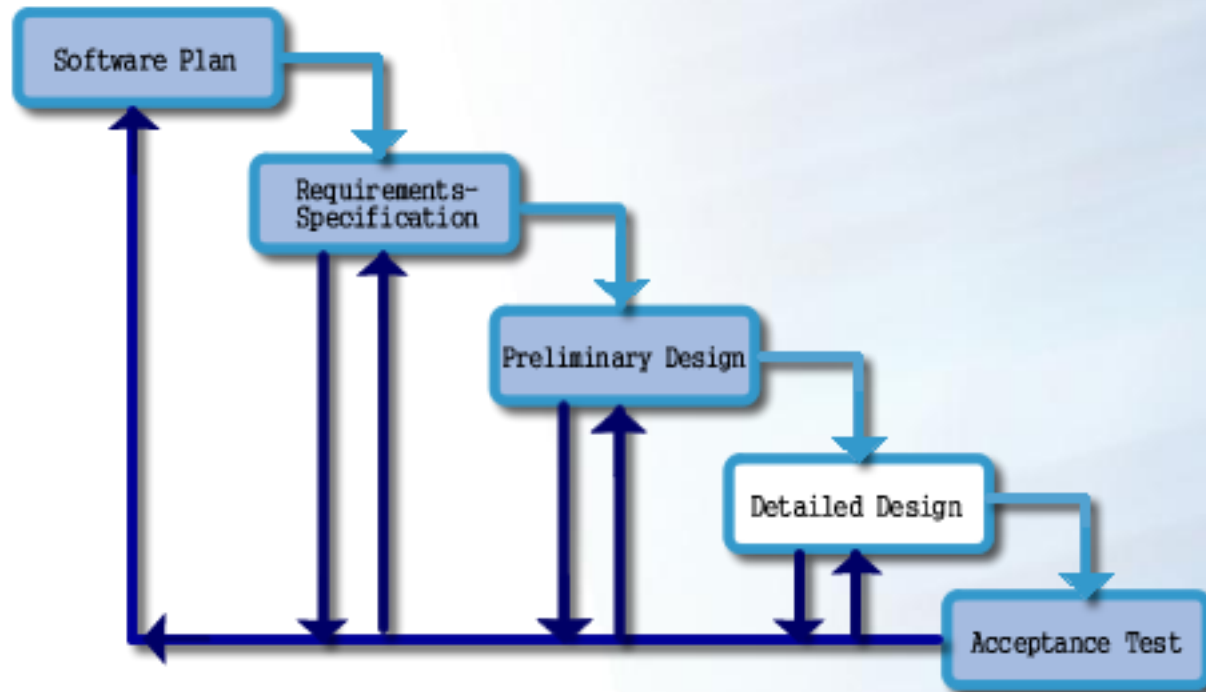 Software Plan
Requirements-
Specification
Preliminary Design
Detailed Design
Acceptance Test